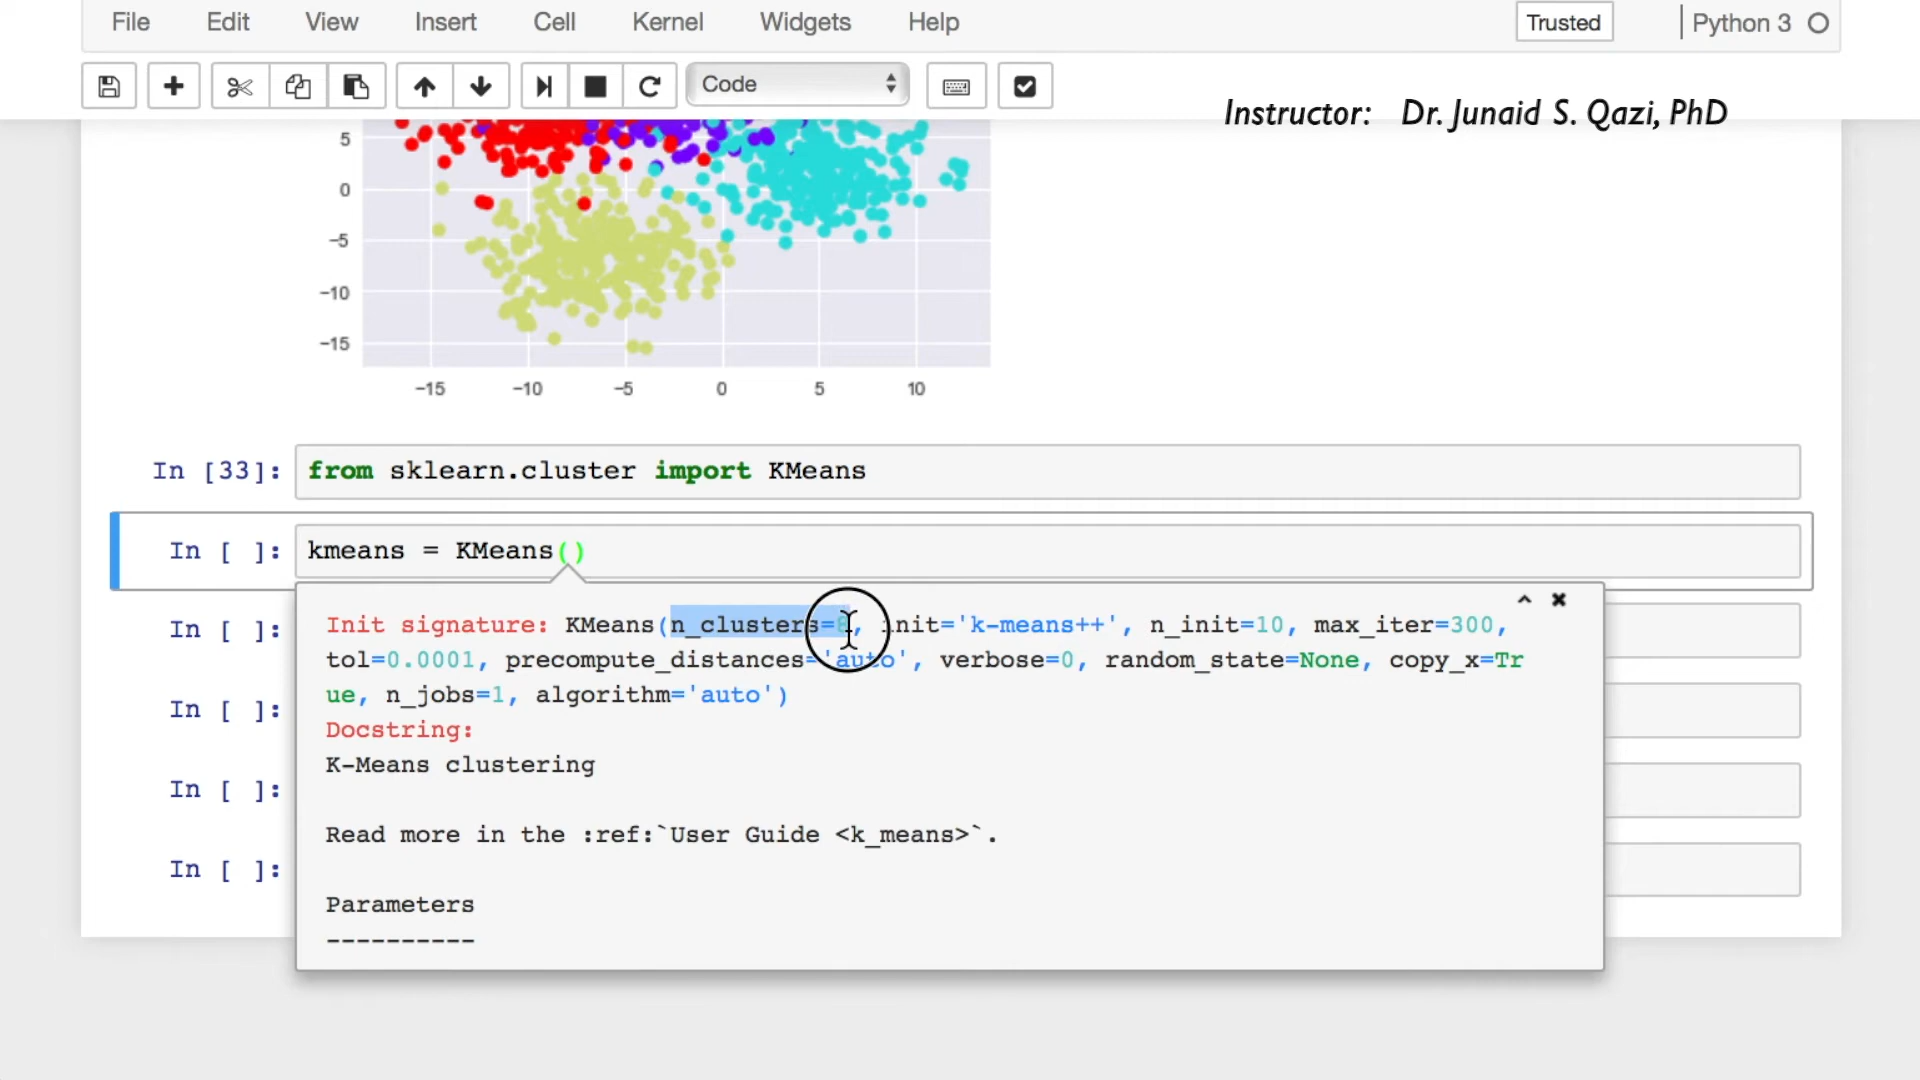 File Edit View Insert Cell Kernel Widgets Help Trusted Python 3
Code
Instructor: Dr. Junaid S. Qazi, PhD
5
0
−5
−10
−15
−15 −10 −5 0 5 10
In [33]: from sklearn.cluster import KMeans
In [ ]: kmeans = KMeans()
Init signature: KMeans(n_clusters=8, init='k-means++', n_init=10, max_iter=300,
In [ ]:
tol=0.0001, precompute_distances='auto', verbose=0, random_state=None, copy_x=Tr
ue, n_jobs=1, algorithm='auto')
In [ ]:
Docstring:
K-Means clustering
In [ ]:
Read more in the :ref:`User Guide <k_means>`.
In [ ]:
Parameters
----------